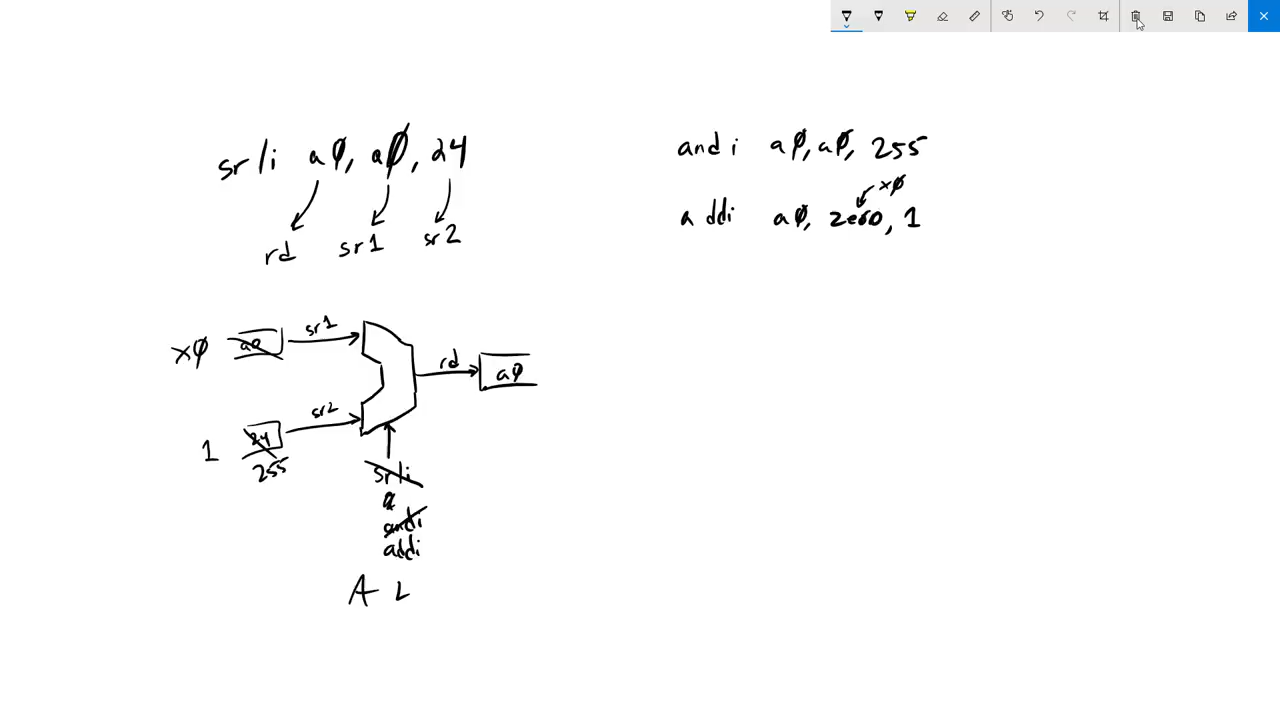 srli a0, a0, 24
rd sr1 sr2
andi a0, a0, 255
x0
addi a0, zero, 1
x0 a0 sr1
rd a0
1 24 sr2
255
srli
a
andi
addi
A L